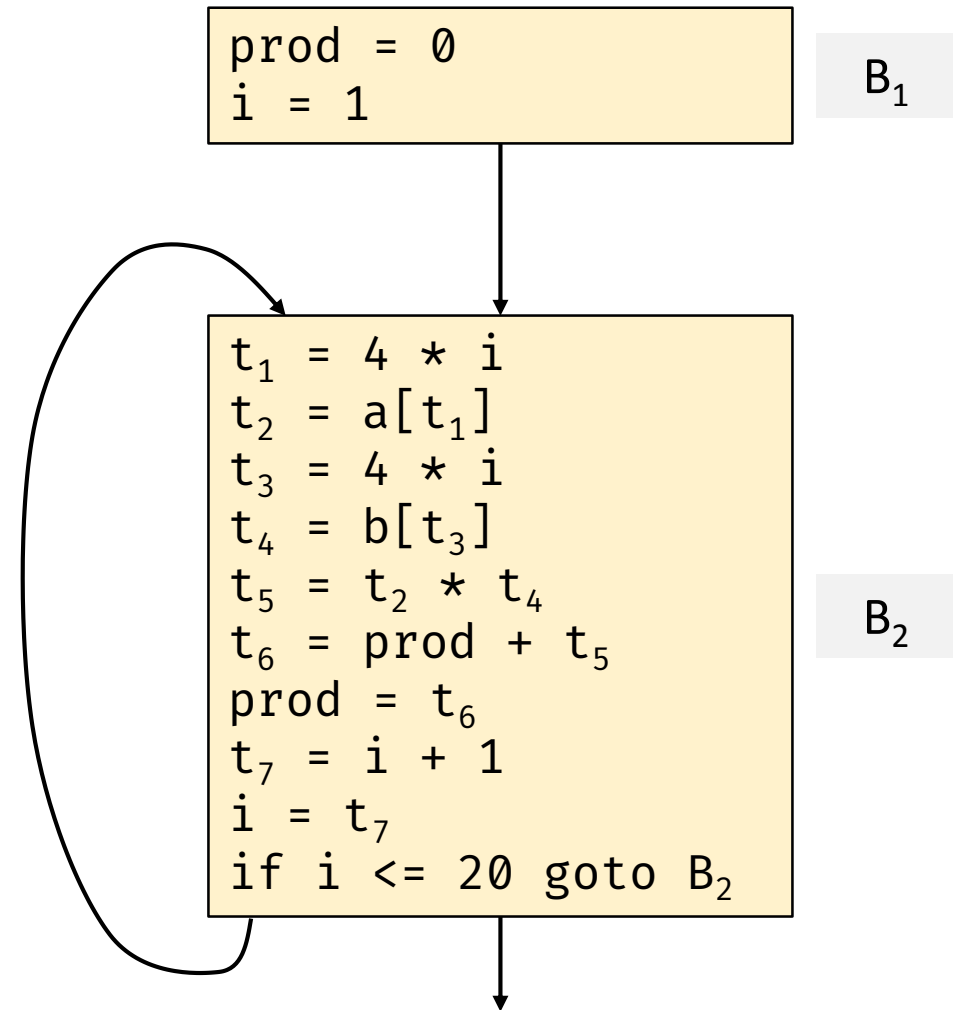 prod = 0
i = 1
B₁
t₁ = 4 * i
t₂ = a[t₁]
t₃ = 4 * i
t₄ = b[t₃]
t₅ = t₂ * t₄
t₆ = prod + t₅
prod = t₆
t₇ = i + 1
i = t₇
if i <= 20 goto B₂
B₂